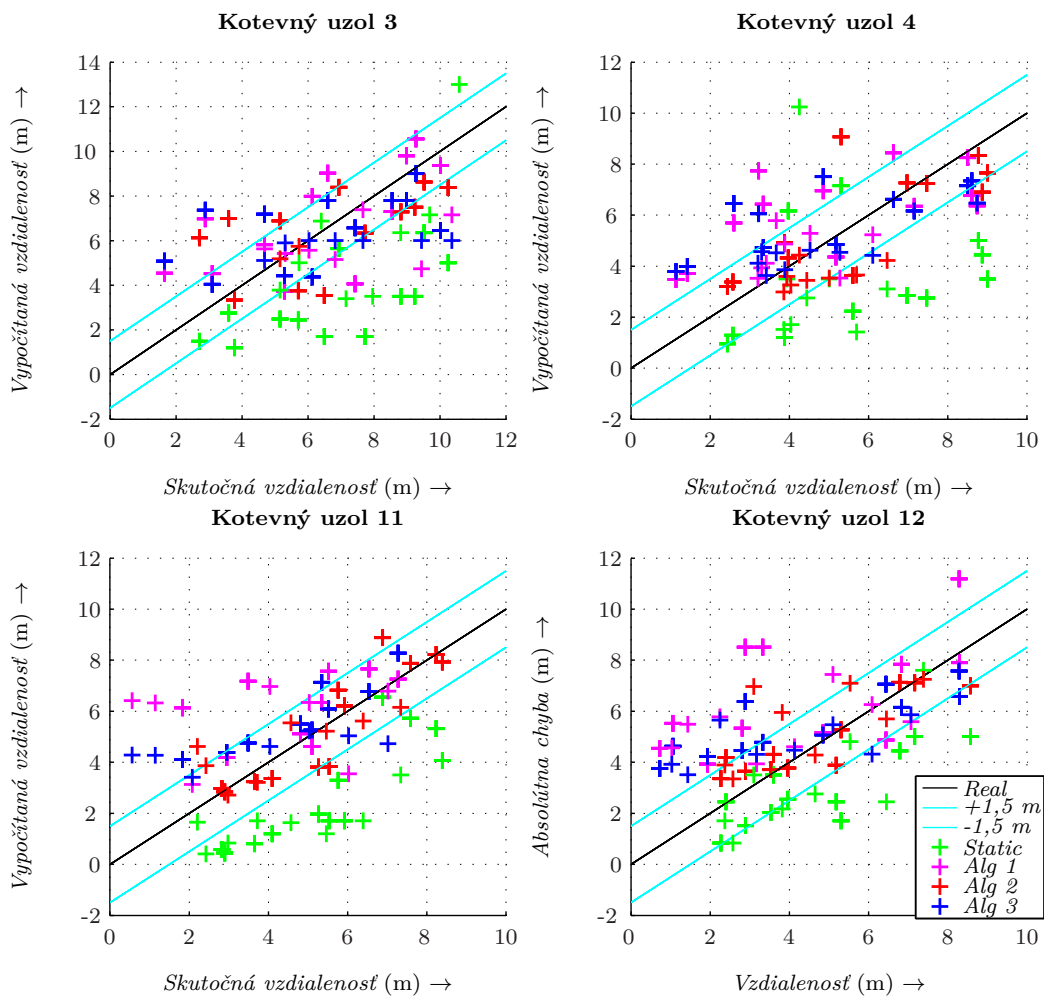 Kotevný uzol 3
Kotevný uzol 4
Vypočítaná vzdialenosť (m) →
14
12
10
8
6
4
2
0
-2
0 2 4 6 8 10 12
Skutočná vzdialenosť (m) →
Vypočítaná vzdialenosť (m) →
12
10
8
6
4
2
0
-2
0 2 4 6 8 10
Skutočná vzdialenosť (m) →
Kotevný uzol 11
Kotevný uzol 12
Vypočítaná vzdialenosť (m) →
12
10
8
6
4
2
0
-2
0 2 4 6 8 10
Skutočná vzdialenosť (m) →
Absolútna chyba (m) →
12
10
8
6
4
2
0
-2
0 2 4 6 8 10
Vzdialenosť (m) →
Real
+1,5 m
-1,5 m
Static
Alg 1
Alg 2
Alg 3